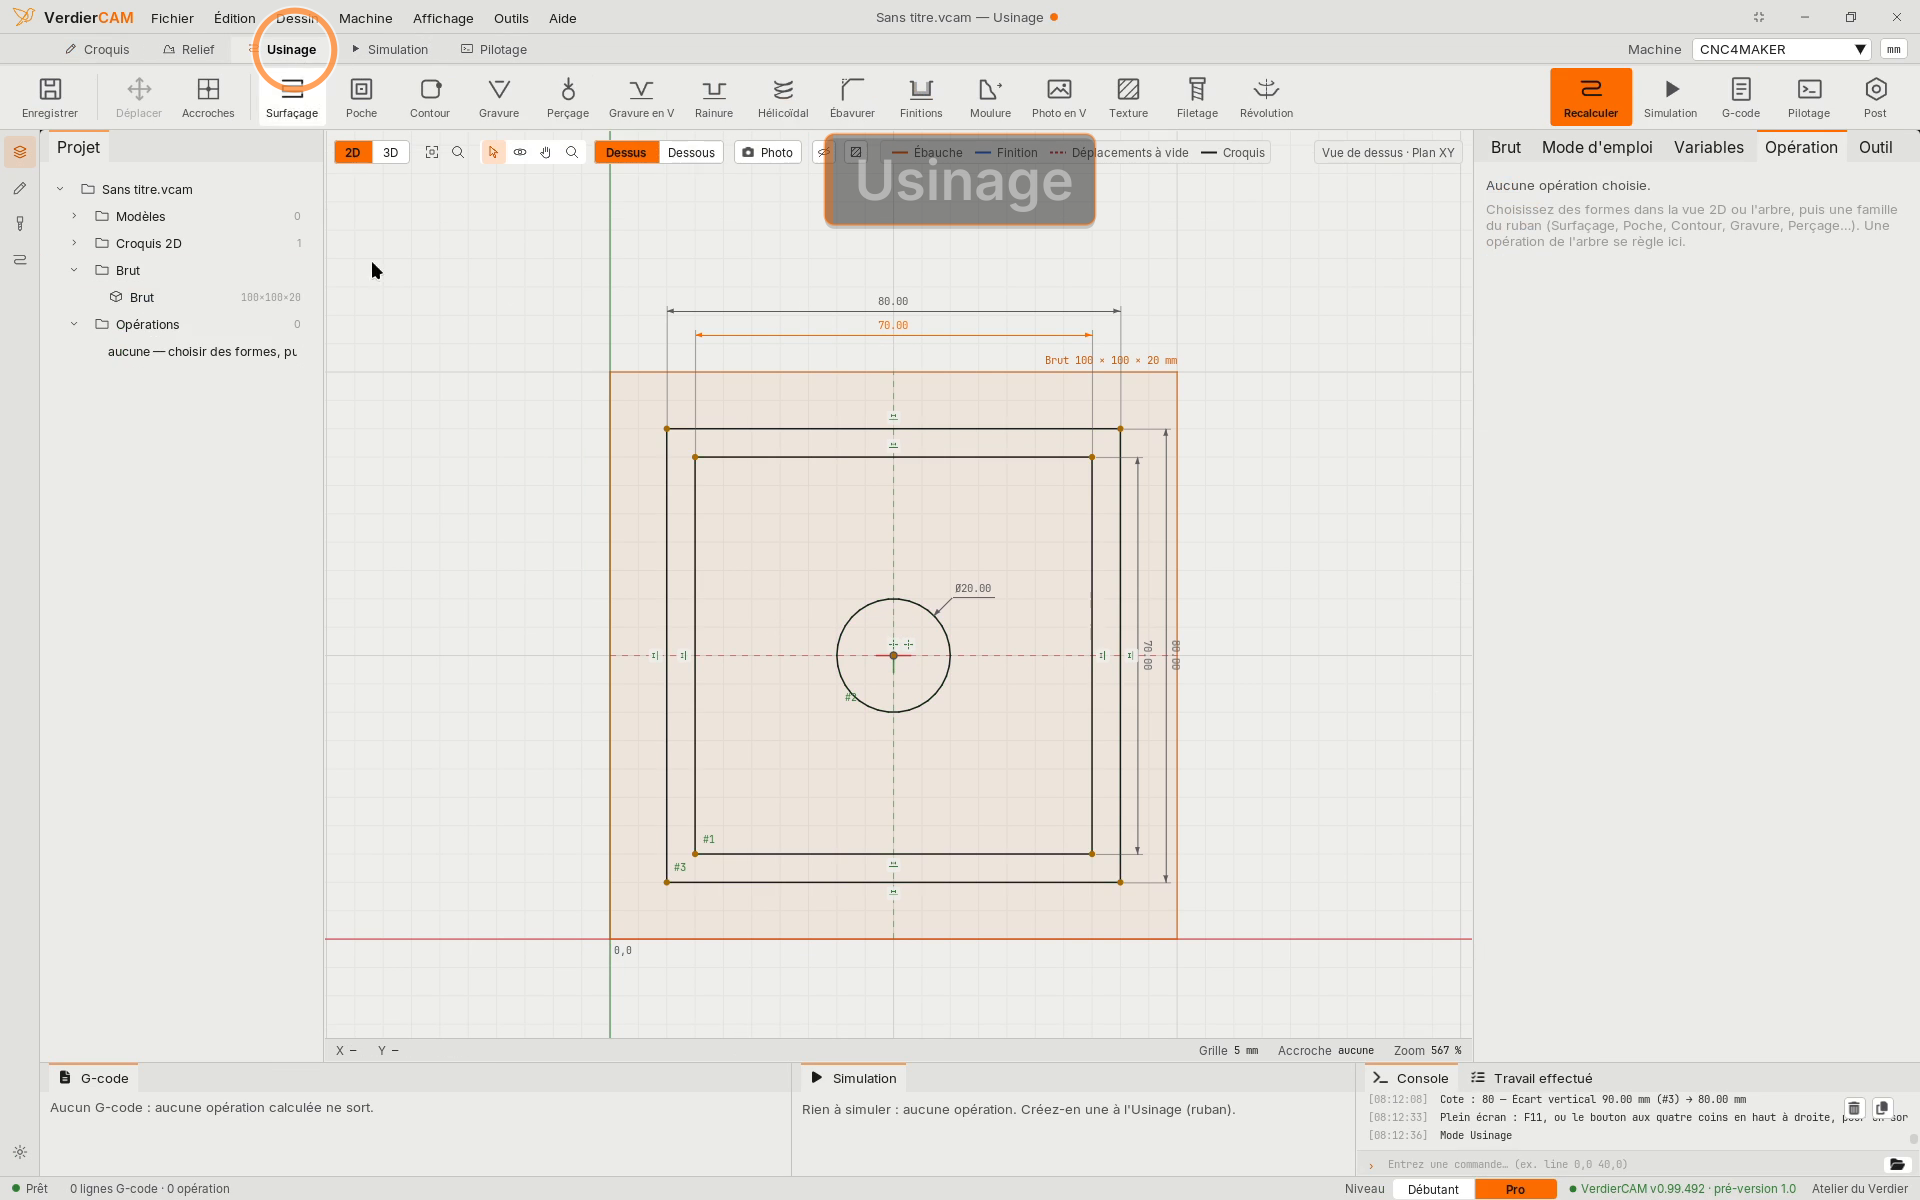 VerdierCAM Fichier Édition Dessin Machine Affichage Outils Aide
Sans titre.vcam — Usinage
Croquis Relief Usinage Simulation Pilotage
Machine CNC4MAKER mm
Enregistrer Déplacer Accroches Surfaçage Poche Contour Gravure Perçage Gravure en V Rainure Hélicoïdal Ébavurer Finitions Moulure Photo en V Texture Filetage Révolution
Recalculer Simulation G-code Pilotage Post
Projet
Sans titre.vcam
Modèles 0
Croquis 2D 1
Brut
Brut 100×100×20
Opérations 0
aucune — choisir des formes, pu
2D 3D Dessus Dessous Photo
Ébauche Finition Déplacements à vide Croquis
Vue de dessus · Plan XY
Usinage
80.00
70.00
Brut 100 × 100 × 20 mm
Ø20.00
70.00
80.00
#2
#1
#3
0,0
X – Y –
Grille 5 mm Accroche aucune Zoom 567 %
Brut Mode d'emploi Variables Opération Outil
Aucune opération choisie.
Choisissez des formes dans la vue 2D ou l'arbre, puis une famille
du ruban (Surfaçage, Poche, Contour, Gravure, Perçage...). Une
opération de l'arbre se règle ici.
G-code
Aucun G-code : aucune opération calculée ne sort.
Simulation
Rien à simuler : aucune opération. Créez-en une à l'Usinage (ruban).
Console Travail effectué
[08:12:08] Cote : 80 — Écart vertical 90.00 mm (#3) → 80.00 mm
[08:12:33] Plein écran : F11, ou le bouton aux quatre coins en haut à droite,
[08:12:36] Mode Usinage
› Entrez une commande… (ex. line 0,0 40,0)
Prêt 0 lignes G-code · 0 opération
Niveau Débutant Pro VerdierCAM v0.99.492 · pré-version 1.0 Atelier du Verdier